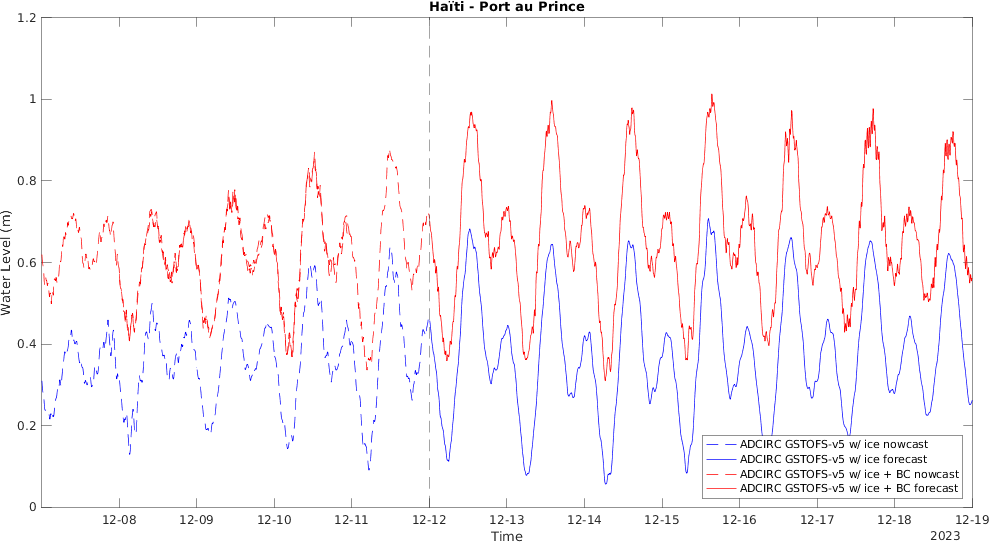 Haïti - Port au Prince
1.2
1
0.8
0.6
0.4
0.2
0
Water Level (m)
12-08 12-09 12-10 12-11 12-12 12-13 12-14 12-15 12-16 12-17 12-18 12-19
Time
2023
ADCIRC GSTOFS-v5 w/ ice nowcast
ADCIRC GSTOFS-v5 w/ ice forecast
ADCIRC GSTOFS-v5 w/ ice + BC nowcast
ADCIRC GSTOFS-v5 w/ ice + BC forecast